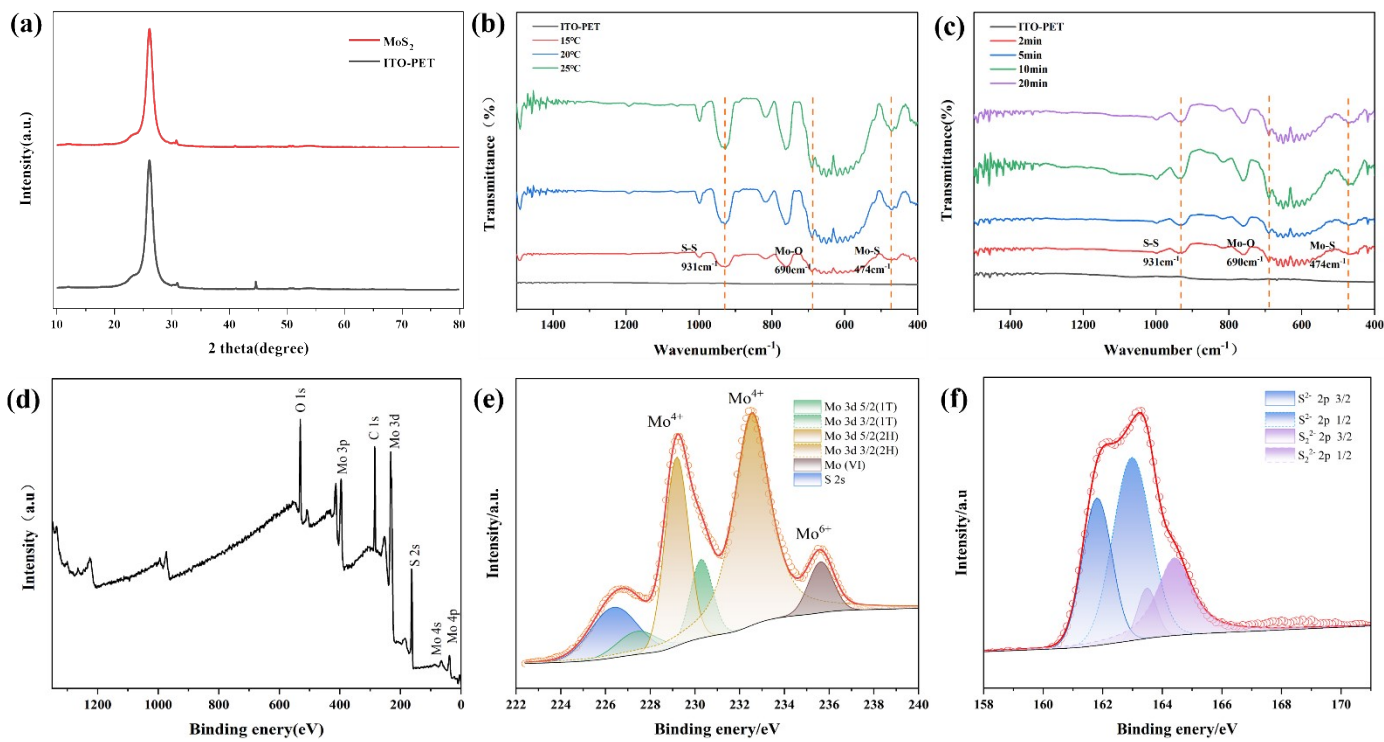 (a)
MoS2
ITO-PET
Intensity(a.u.)
10 20 30 40 50 60 70 80
2 theta(degree)
(b)
ITO-PET
15℃
20℃
25℃
Transmittance (%)
S-S
931cm-1
Mo-O
690cm-1
Mo-S
474cm-1
1400 1200 1000 800 600 400
Wavenumber(cm-1)
(c)
ITO-PET
2min
5min
10min
20min
Transmittance(%)
S-S
931cm-1
Mo-O
690cm-1
Mo-S
474cm-1
1400 1200 1000 800 600 400
Wavenumber (cm-1)
(d)
Intensity (a.u)
O 1s
Mo 3p
C 1s
Mo 3d
S 2s
Mo 4s
Mo 4p
1200 1000 800 600 400 200 0
Binding enery(eV)
(e)
Mo4+
Mo4+
Mo6+
Mo 3d 5/2(1T)
Mo 3d 3/2(1T)
Mo 3d 5/2(2H)
Mo 3d 3/2(2H)
Mo (VI)
S 2s
Intensity/a.u.
222 224 226 228 230 232 234 236 238 240
Binding enery/eV
(f)
S2- 2p 3/2
S2- 2p 1/2
S22- 2p 3/2
S22- 2p 1/2
Intensity/a.u
158 160 162 164 166 168 170
Binding enery/eV